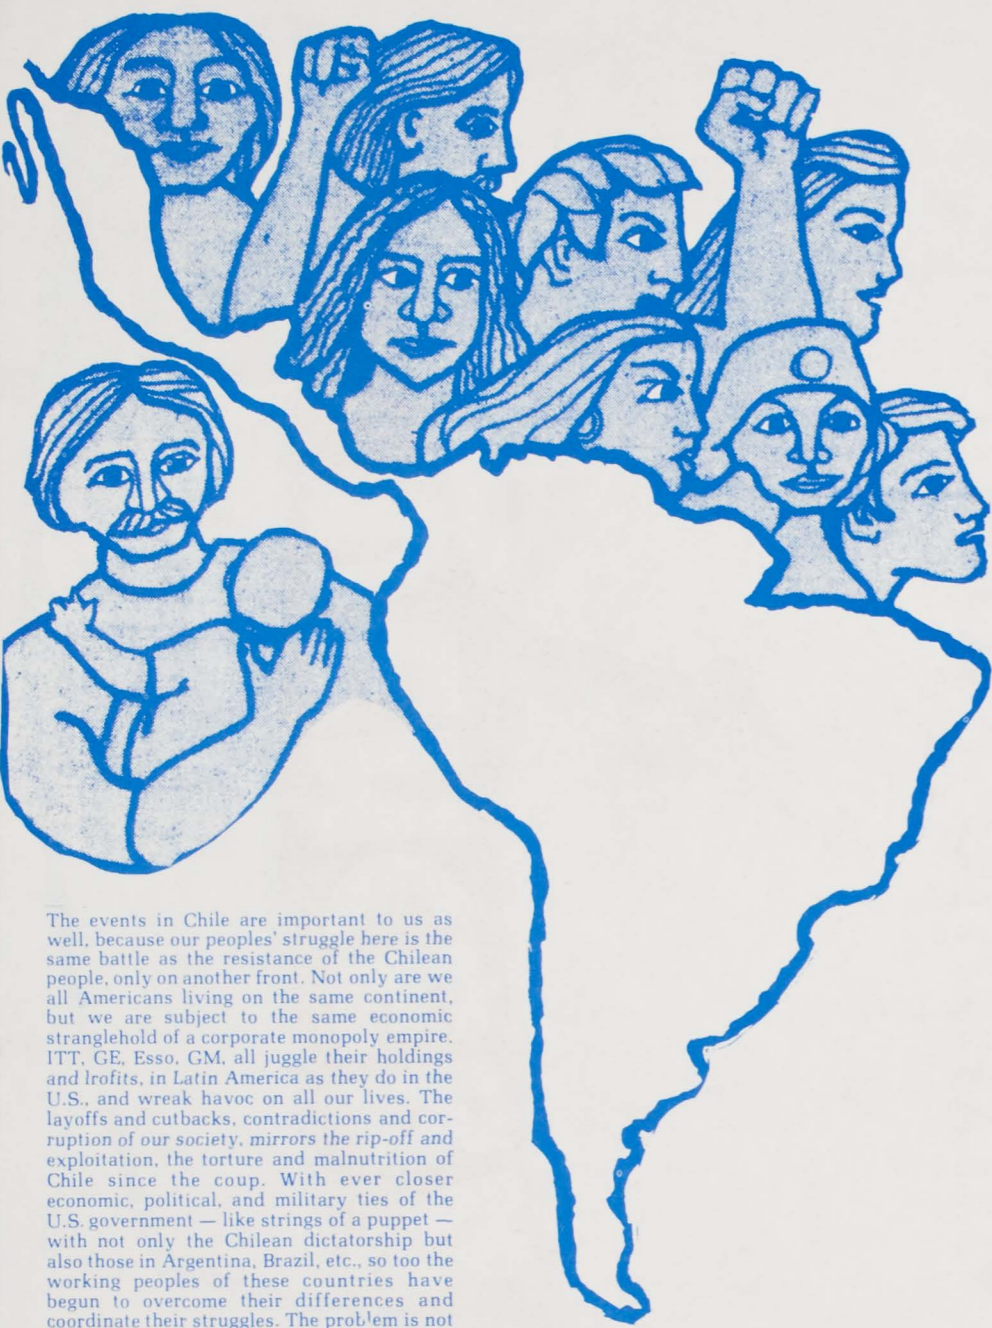 The events in Chile are important to us as
well, because our peoples' struggle here is the
same battle as the resistance of the Chilean
people, only on another front. Not only are we
all Americans living on the same continent,
but we are subject to the same economic
stranglehold of a corporate monopoly empire.
ITT, GE, Esso, GM, all juggle their holdings
and lrofits, in Latin America as they do in the
U.S., and wreak havoc on all our lives. The
layoffs and cutbacks, contradictions and cor-
ruption of our society, mirrors the rip-off and
exploitation, the torture and malnutrition of
Chile since the coup. With ever closer
economic, political, and military ties of the
U.S. government — like strings of a puppet —
with not only the Chilean dictatorship but
also those in Argentina, Brazil, etc., so too the
working peoples of these countries have
begun to overcome their differences and
coordinate their struggles. The problem is not